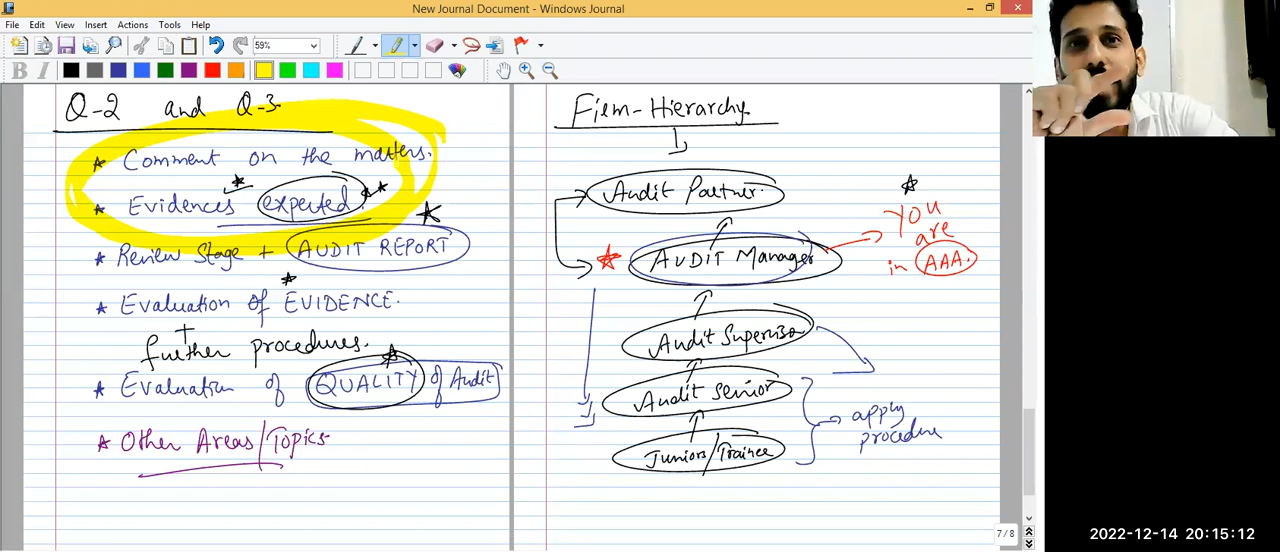 New Journal Document - Windows Journal
File Edit View Insert Actions Tools Help
59%
B I
Q-2 and Q-3
★ Comment on the matters.
★ Evidences expected.
★ Review Stage + AUDIT REPORT
★ Evaluation of EVIDENCE.
+
further procedures.
★ Evaluation of QUALITY of Audit
★ Other Areas/Topics
Firm-Hierarchy
Audit Partner
AUDIT Manager
YOU
are
in AAA.
Audit Supervisor
Audit Senior
apply
procedure
Juniors/Trainee
7 / 8
2022-12-14 20:15:12